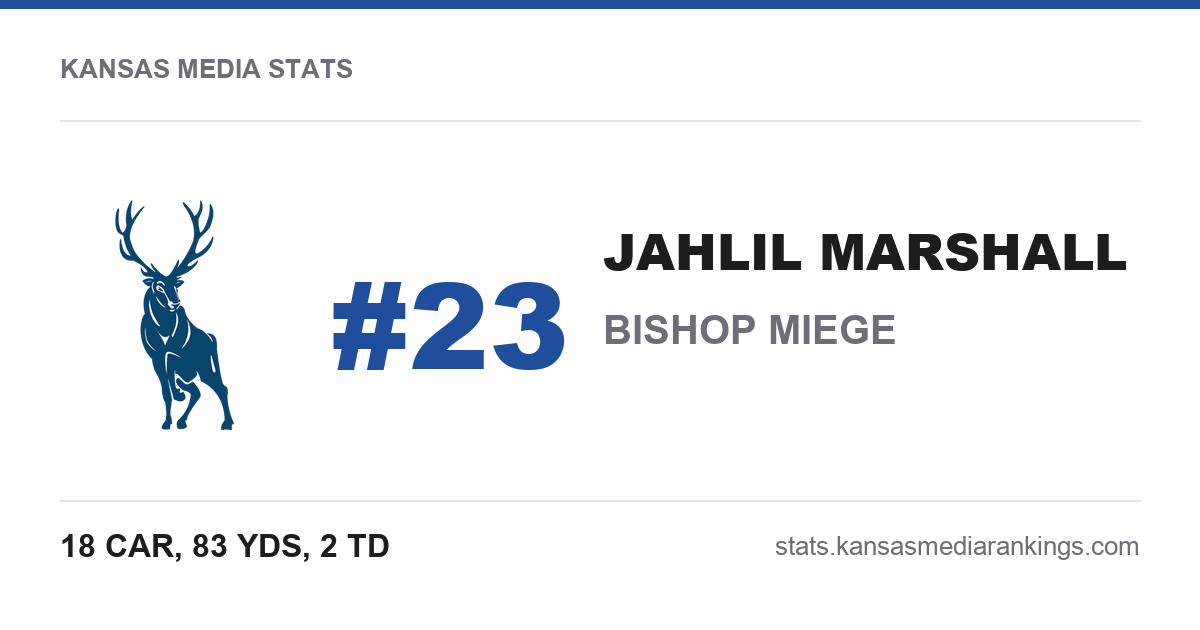 KANSAS MEDIA STATS
#23
JAHLIL MARSHALL
BISHOP MIEGE
18 CAR, 83 YDS, 2 TD
stats.kansasmediarankings.com